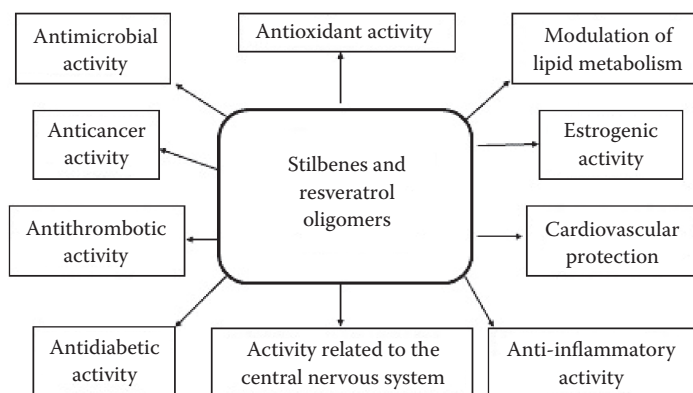 Antimicrobial
activity
Antioxidant activity
Modulation of
lipid metabolism
Anticancer
activity
Stilbenes and
resveratrol
oligomers
Estrogenic
activity
Antithrombotic
activity
Cardiovascular
protection
Antidiabetic
activity
Activity related to the
central nervous system
Anti-inflammatory
activity